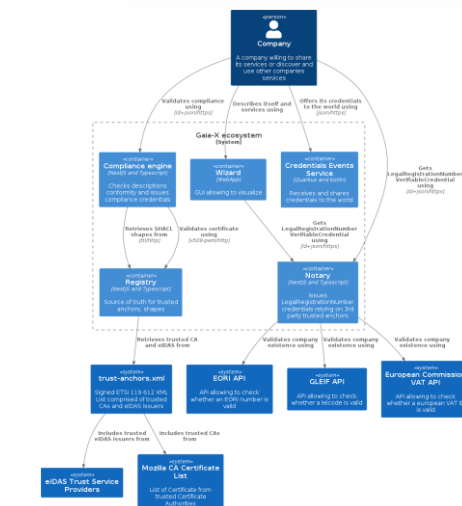 «person»
Company
A company willing to share
its services or discover and
use other companies
services
Validates compliance
using
[ld+json/https]
Describes itself and
services using
Offers its credentials
to the world using
[json/https]
Gaia-X ecosystem
[System]
«container»
Compliance engine
[NestJS and Typescript]
Checks descriptions
conformity and issues
compliance credentials
«container»
Wizard
[WebApp]
GUI allowing to visualize
«container»
Credentials Events
Service
[Quarkus and Kotlin]
Receives and shares
credentials to the world
Gets
LegalRegistrationNumber
VerifiableCredential
using
[ld+json/https]
Retrieves SHACL
shapes from
[ttl/http]
Validates certificate
using
[x509-pem/http]
Gets
LegalRegistrationNumber
VerifiableCredential
using
[ld+json/https]
«container»
Registry
[NestJS and Typescript]
Source of truth for trusted
anchors, shapes
«container»
Notary
[NestJS and Typescript]
Issues
LegalRegistrationNumber
credentials relying on 3rd
party trusted anchors
Retrieves trusted CA
and eIDAS from
Validates company
existence using
Validates company
existence using
Validates company
existence using
«system»
trust-anchors.xml
Signed ETSI 119 612 XML
List comprised of trusted
CAs and eIDAS issuers
«system»
EORI API
API allowing to check
whether an EORI number is
valid
«system»
GLEIF API
API allowing to check
whether a leicode is valid
«system»
European Commission
VAT API
API allowing to check
whether a european VAT
is valid
Includes trusted
eIDAS issuers from
Includes trusted CAs
from
«system»
eIDAS Trust Service
Providers
«system»
Mozilla CA Certificate
List
List of Certificate from
trusted Certificate
Authorities